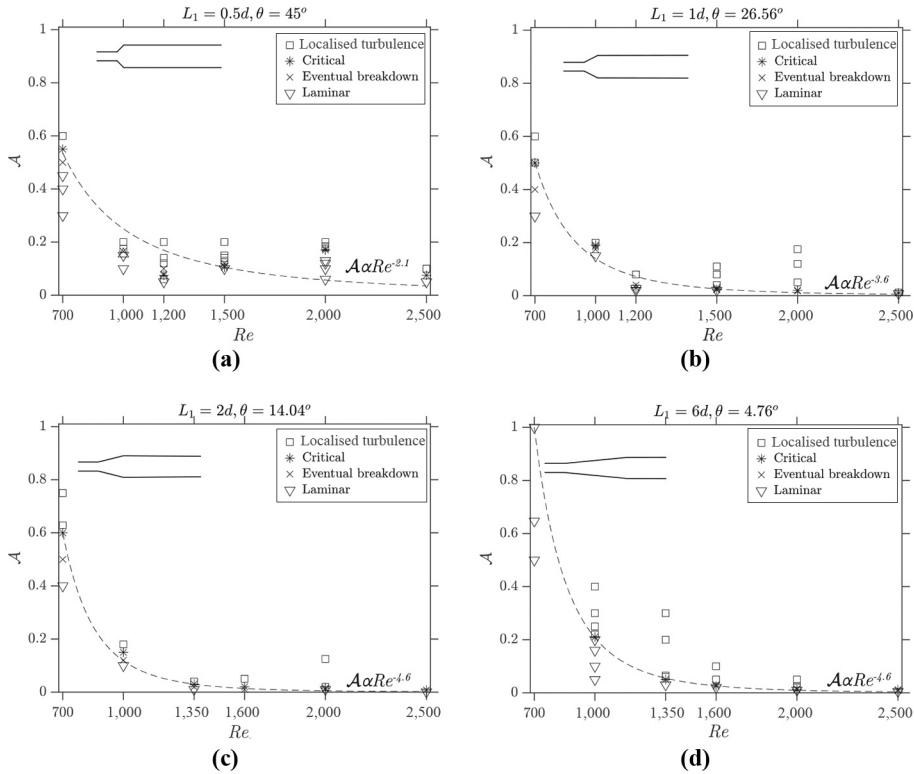 L₁ = 0.5d, θ = 45°
1
0.8
0.6
0.4
0.2
0
𝒜
Localised turbulence
Critical
Eventual breakdown
Laminar
𝒜αRe⁻²·¹
700 1,000 1,200 1,500 2,000 2,500
Re
(a)
L₁ = 1d, θ = 26.56°
1
0.8
0.6
0.4
0.2
0
𝒜
Localised turbulence
Critical
Eventual breakdown
Laminar
𝒜αRe⁻³·⁶
700 1,000 1,200 1,500 2,000 2,500
Re
(b)
L₁ = 2d, θ = 14.04°
1
0.8
0.6
0.4
0.2
0
𝒜
Localised turbulence
Critical
Eventual breakdown
Laminar
𝒜αRe⁻⁴·⁶
700 1,000 1,350 1,600 2,000 2,500
Re
(c)
L₁ = 6d, θ = 4.76°
1
0.8
0.6
0.4
0.2
0
𝒜
Localised turbulence
Critical
Eventual breakdown
Laminar
𝒜αRe⁻⁴·⁶
700 1,000 1,350 1,600 2,000 2,500
Re
(d)